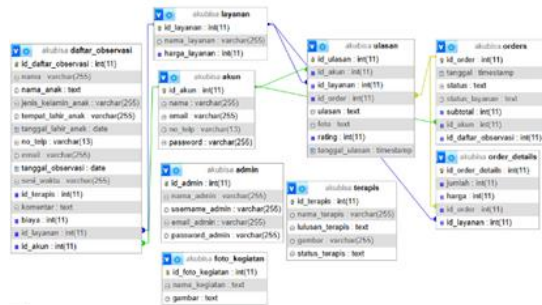 akubisa daftar_observasi
id_daftar_observasi : int(11)
nama : varchar(255)
nama_anak : text
jenis_kelamin_anak : varchar(255)
tempat_lahir_anak : varchar(255)
tanggal_lahir_anak : date
no_telp : varchar(13)
email : varchar(255)
tanggal_observasi : date
sesi_waktu : varchar(255)
id_terapis : int(11)
komentar : text
biaya : int(11)
id_layanan : int(11)
id_akun : int(11)
akubisa layanan
id_layanan : int(11)
nama_layanan : varchar(255)
harga_layanan : int(11)
akubisa akun
id_akun : int(11)
nama : varchar(255)
email : varchar(255)
no_telp : varchar(13)
password : varchar(255)
akubisa admin
id_admin : int(11)
nama_admin : varchar(255)
username_admin : varchar(255)
email_admin : varchar(255)
password_admin : varchar(255)
akubisa foto_kegiatan
id_foto_kegiatan : int(11)
nama_kegiatan : text
gambar : text
akubisa ulasan
id_ulasan : int(11)
id_akun : int(11)
id_layanan : int(11)
id_order : int(11)
ulasan : text
foto : text
rating : int(11)
tanggal_ulasan : timestamp
akubisa terapis
id_terapis : int(11)
nama_terapis : varchar(255)
lulusan_terapis : text
gambar : varchar(255)
status_terapis : text
akubisa orders
id_order : int(11)
tanggal : timestamp
status : text
status_layanan : text
subtotal : int(11)
id_akun : int(11)
id_daftar_observasi : int(11)
akubisa order_details
id_order_details : int(11)
jumlah : int(11)
harga : int(11)
id_order : int(11)
id_layanan : int(11)